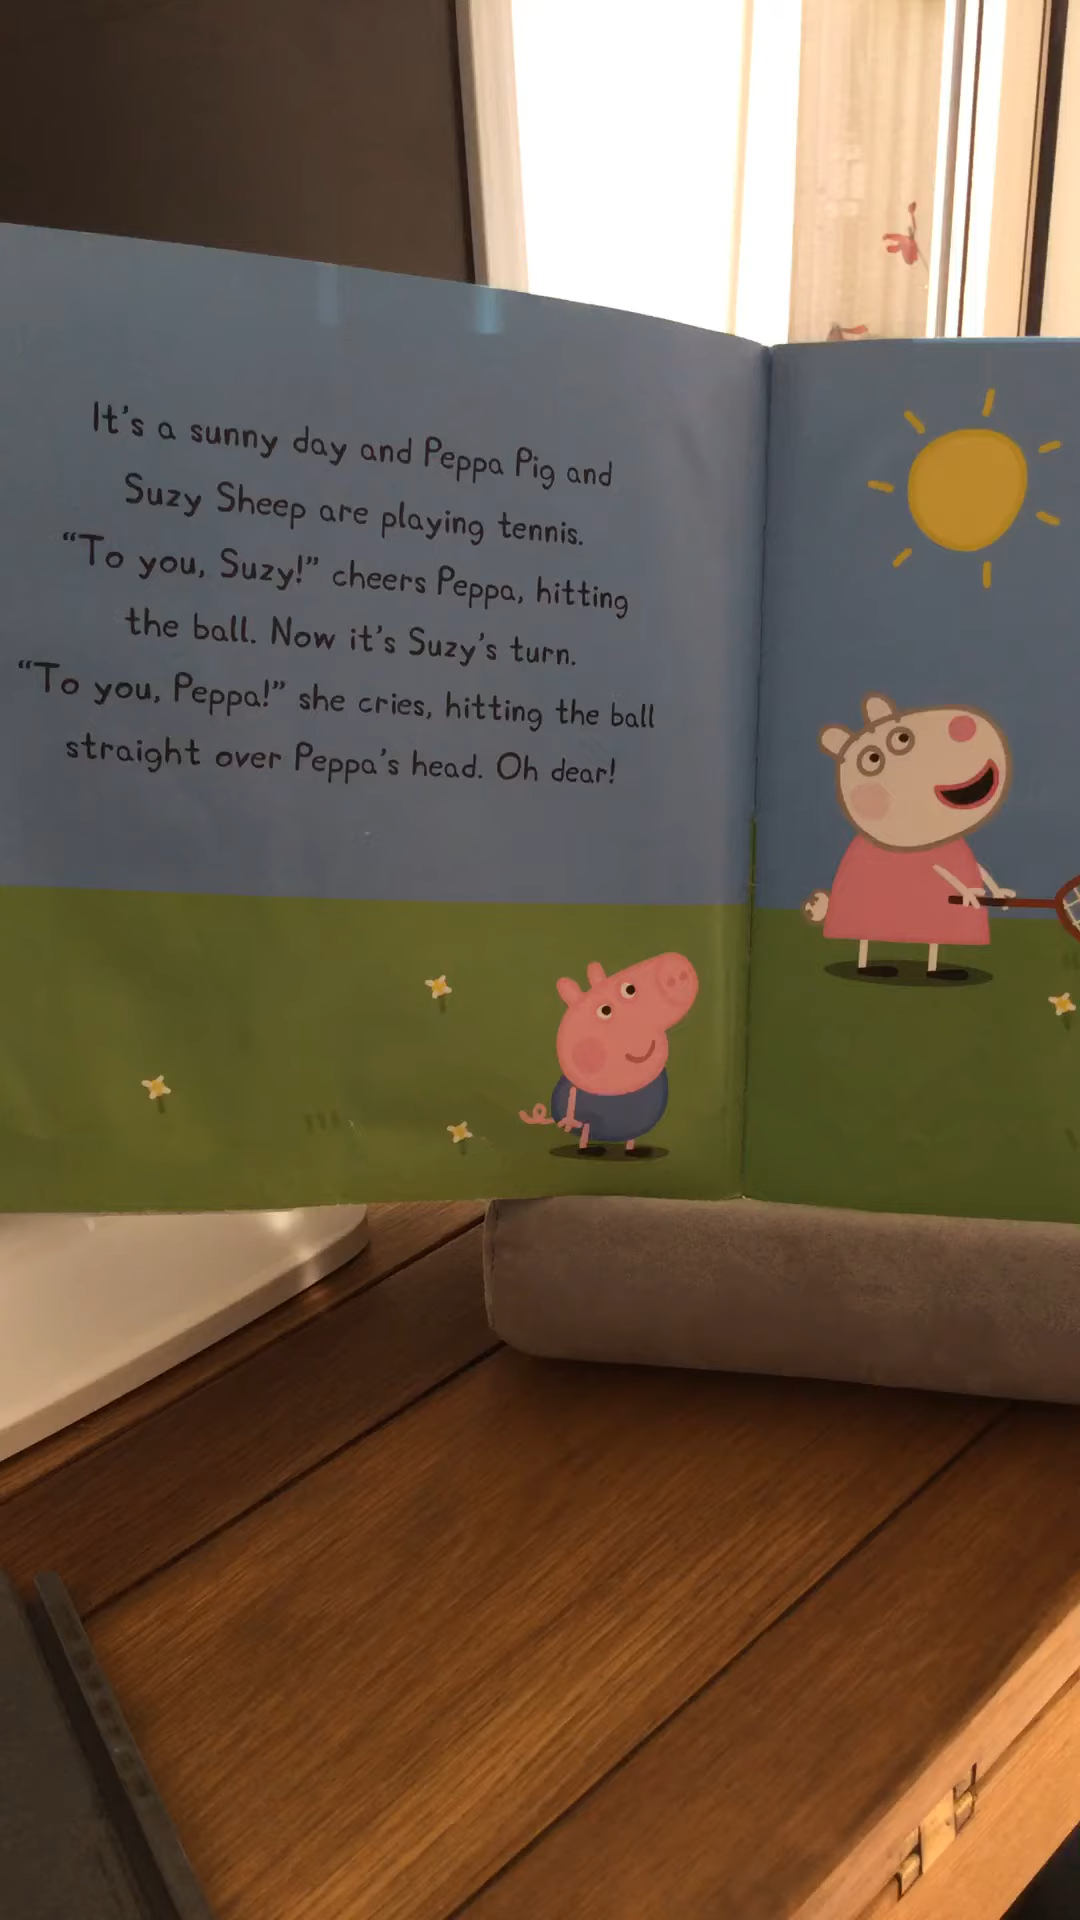 It's a sunny day and Peppa Pig and
Suzy Sheep are playing tennis.
“To you, Suzy!” cheers Peppa, hitting
the ball. Now it's Suzy's turn.
“To you, Peppa!” she cries, hitting the ball
straight over Peppa's head. Oh dear!